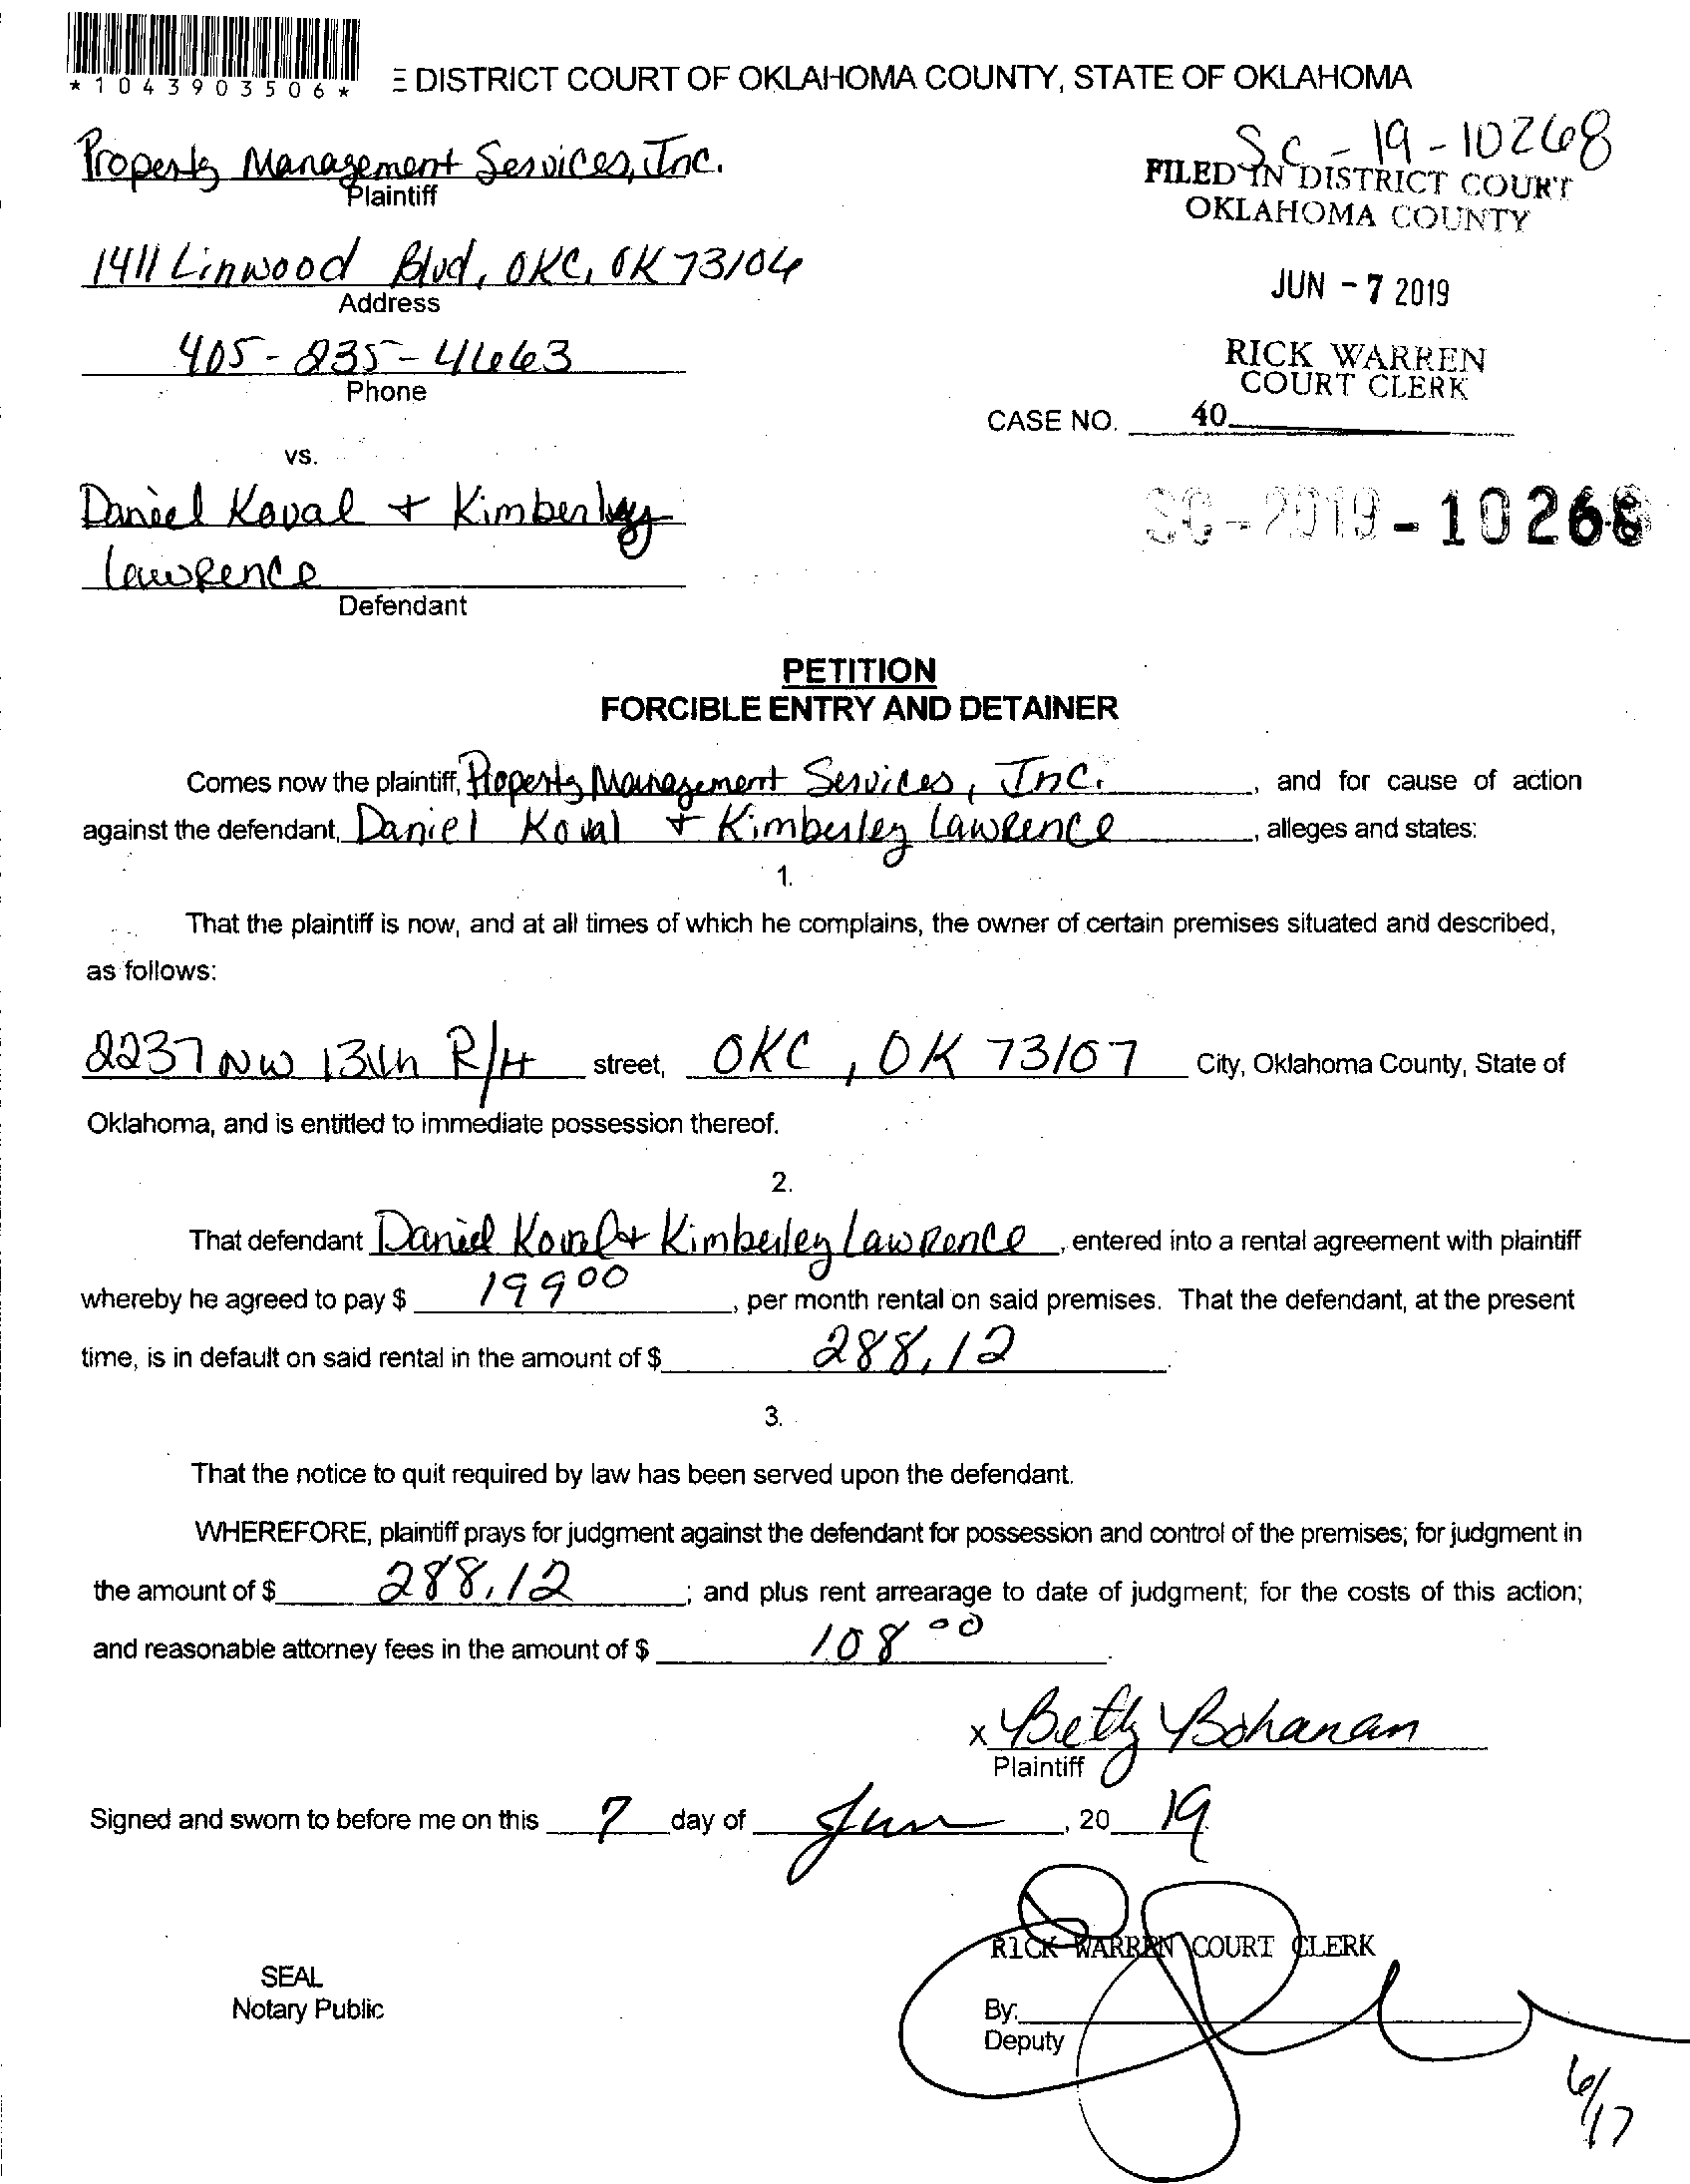 *1043903506*
E DISTRICT COURT OF OKLAHOMA COUNTY, STATE OF OKLAHOMA
SC-19-10268
Property Management Services, Inc.
Plaintiff
FILED IN DISTRICT COURT
OKLAHOMA COUNTY
1411 Linwood Blvd, OKC, OK 73104
Address
JUN - 7 2019
405-235-4663
Phone
RICK WARREN
COURT CLERK
CASE NO. 40
vs.
Daniel Koval + Kimberley
Lawrence
Defendant
SC-2019-10268
PETITION
FORCIBLE ENTRY AND DETAINER
Comes now the plaintiff, Property Management Services, Inc., and for cause of action
against the defendant, Daniel Koval + Kimberley Lawrence, alleges and states:
1.
That the plaintiff is now, and at all times of which he complains, the owner of certain premises situated and described,
as follows:
2237 NW 13th R/H street, OKC, OK 73107 City, Oklahoma County, State of
Oklahoma, and is entitled to immediate possession thereof.
2.
That defendant Daniel Koval + Kimberley Lawrence, entered into a rental agreement with plaintiff
whereby he agreed to pay $ 199 00, per month rental on said premises. That the defendant, at the present
time, is in default on said rental in the amount of $ 288.12.
3.
That the notice to quit required by law has been served upon the defendant.
WHEREFORE, plaintiff prays for judgment against the defendant for possession and control of the premises; for judgment in
the amount of $ 288.12; and plus rent arrearage to date of judgment; for the costs of this action;
and reasonable attorney fees in the amount of $ 108 00.
x Betty Bohanan
Plaintiff
Signed and sworn to before me on this 7 day of Jun, 20 19.
RICK WARREN COURT CLERK
SEAL
Notary Public
By:
Deputy
6/17